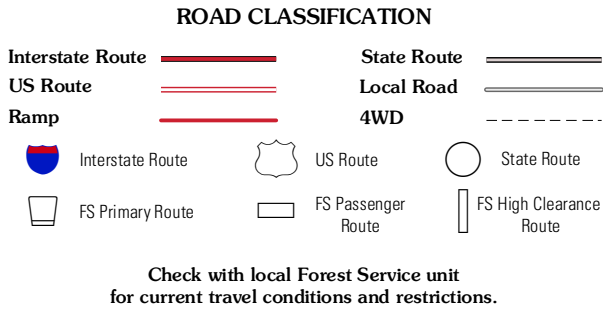 ROAD CLASSIFICATION
Interstate Route
State Route
US Route
Local Road
Ramp
4WD
Interstate Route
US Route
State Route
FS Primary Route
FS Passenger
Route
FS High Clearance
Route
Check with local Forest Service unit
for current travel conditions and restrictions.